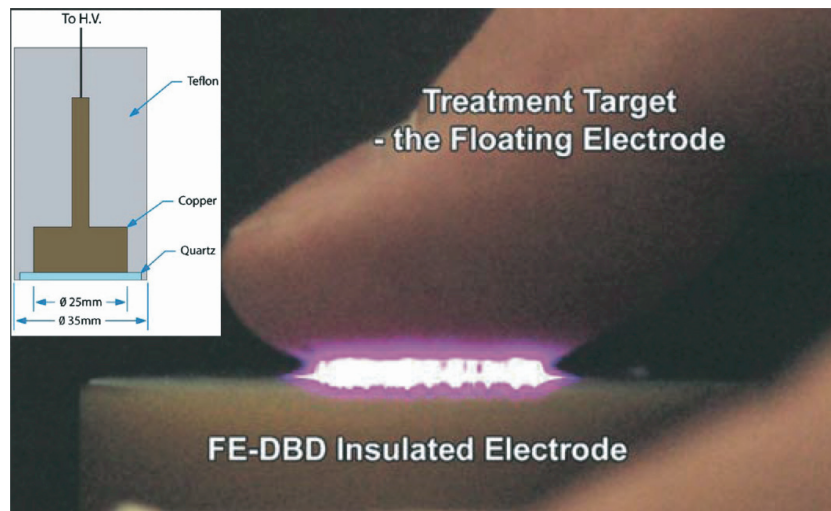 To H.V.
Teflon
Copper
Quartz
Ø 25mm
Ø 35mm
Treatment Target
- the Floating Electrode
FE-DBD Insulated Electrode